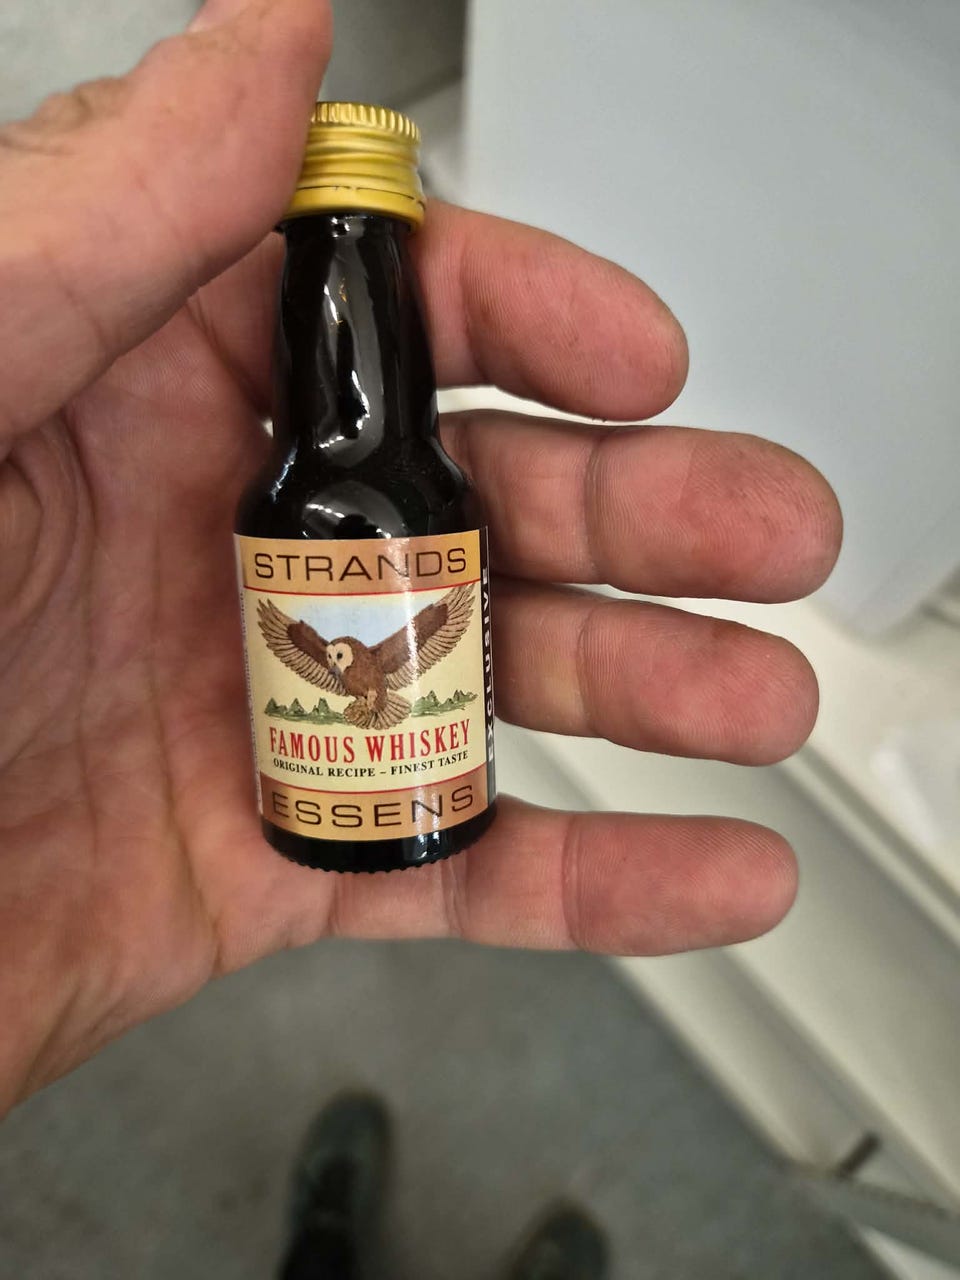 STRANDS
FAMOUS WHISKEY
ORIGINAL RECIPE – FINEST TASTE
ESSENS
EXCLUSIVE